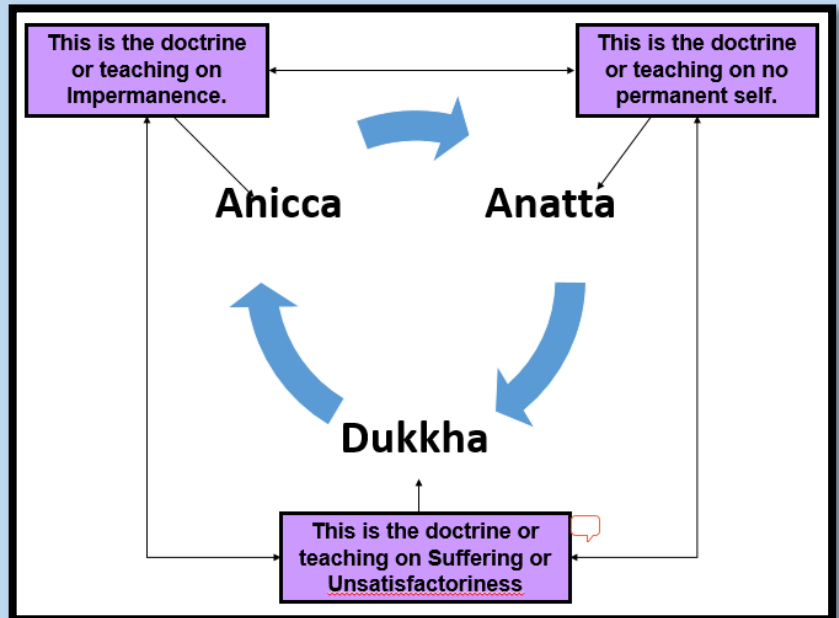 This is the doctrine
or teaching on
Impermanence.
This is the doctrine
or teaching on no
permanent self.
Anicca
Anatta
Dukkha
This is the doctrine or
teaching on Suffering or
Unsatisfactoriness